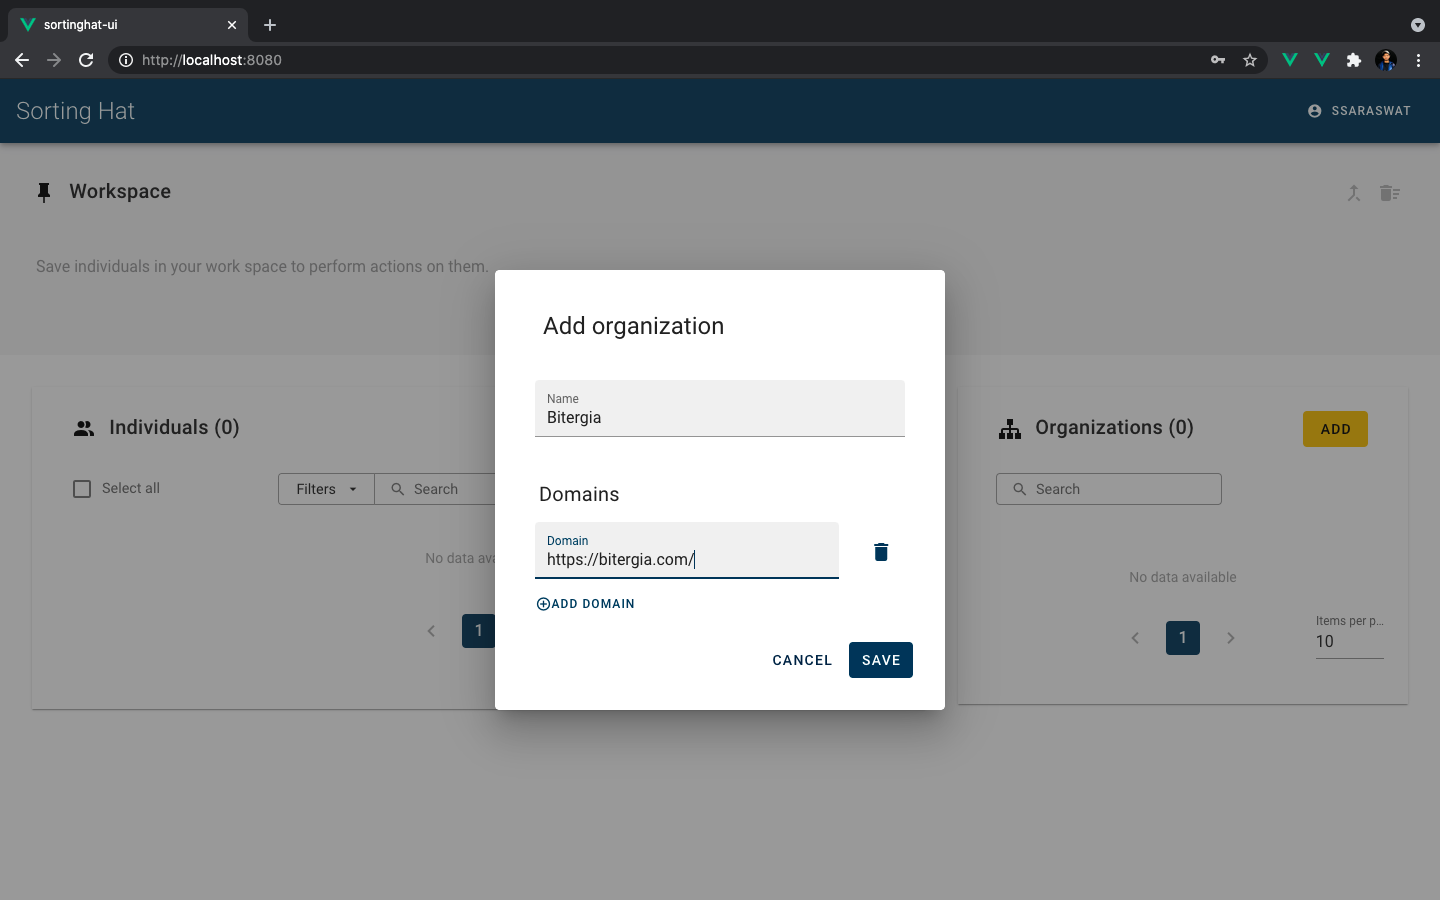 sortinghat-ui
http://localhost:8080
Sorting Hat
SSARASWAT
Workspace
Save individuals in your work space to perform actions on them.
Add organization
Name
Bitergia
Individuals (0)
Organizations (0)
ADD
Select all
Filters
Search
Search
Domains
Domain
https://bitergia.com/
No data ava
No data available
ADD DOMAIN
1
1
Items per p...
10
CANCEL
SAVE